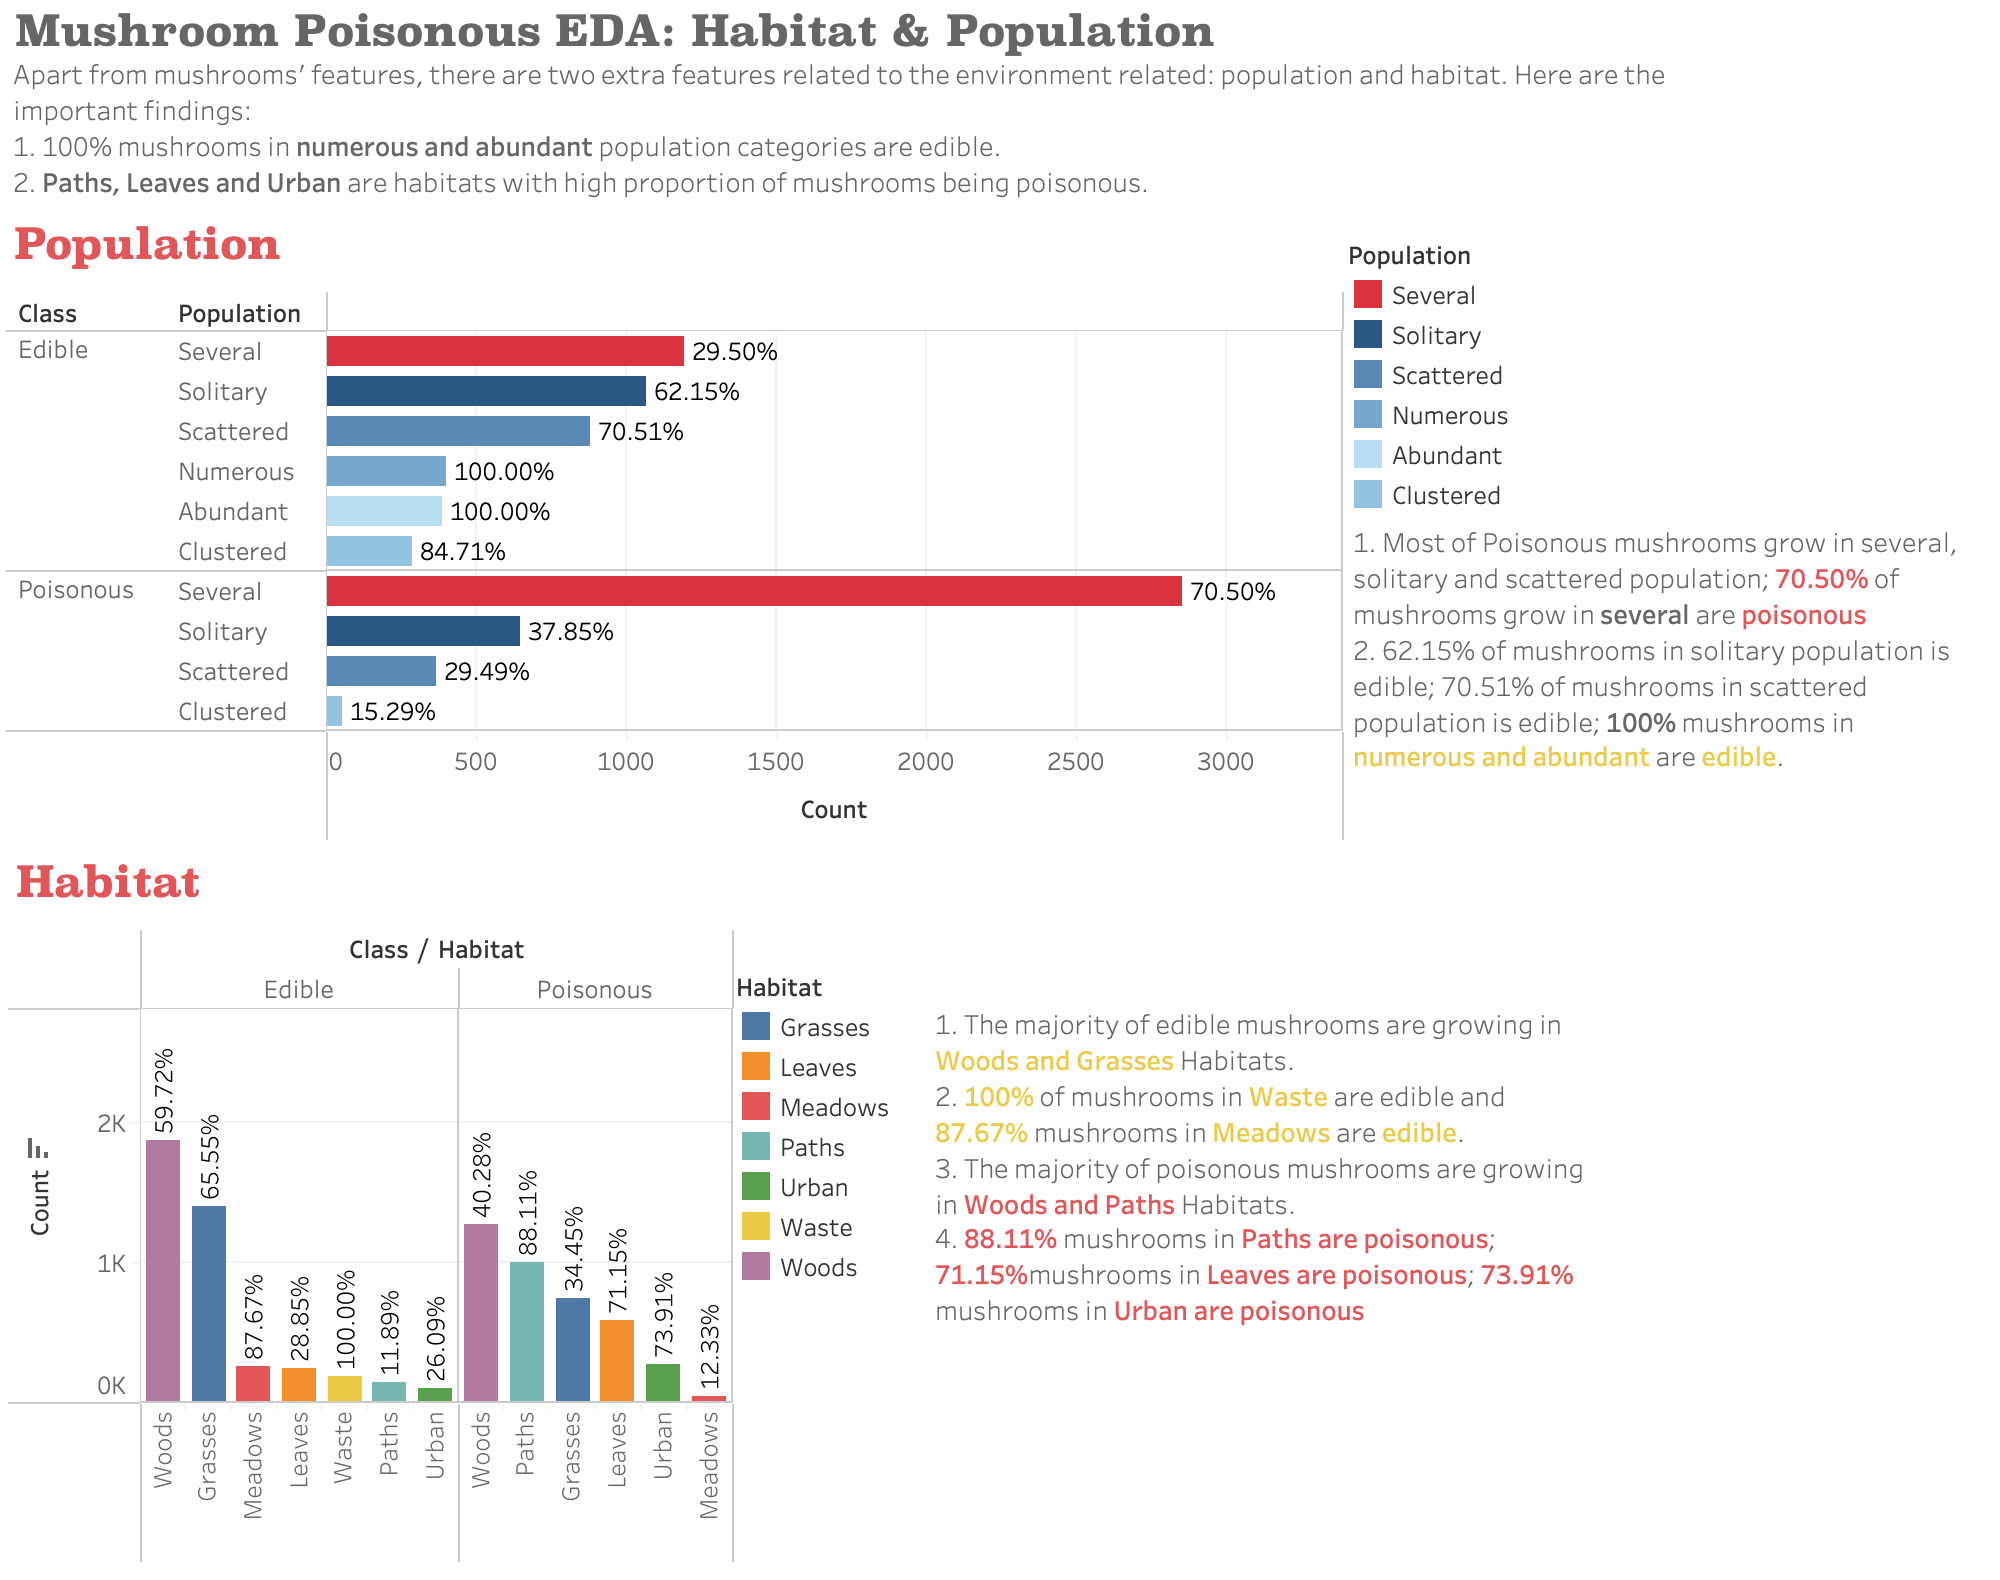 Mushroom Poisonous EDA: Habitat & Population
Apart from mushrooms’ features, there are two extra features related to the environment related: population and habitat. Here are the
important findings:
1. 100% mushrooms in numerous and abundant population categories are edible.
2. Paths, Leaves and Urban are habitats with high proportion of mushrooms being poisonous.
Population
Class Population
Edible Several 29.50%
Solitary 62.15%
Scattered 70.51%
Numerous 100.00%
Abundant 100.00%
Clustered 84.71%
Poisonous Several 70.50%
Solitary 37.85%
Scattered 29.49%
Clustered 15.29%
0 500 1000 1500 2000 2500 3000
Count
Population
Several
Solitary
Scattered
Numerous
Abundant
Clustered
1. Most of Poisonous mushrooms grow in several,
solitary and scattered population; 70.50% of
mushrooms grow in several are poisonous
2. 62.15% of mushrooms in solitary population is
edible; 70.51% of mushrooms in scattered
population is edible; 100% mushrooms in
numerous and abundant are edible.
Habitat
Class / Habitat
Edible Poisonous
Count
2K
1K
0K
59.72% 65.55% 87.67% 28.85% 100.00% 11.89% 26.09% 40.28% 88.11% 34.45% 71.15% 73.91% 12.33%
Woods Grasses Meadows Leaves Waste Paths Urban Woods Paths Grasses Leaves Urban Meadows
Habitat
Grasses
Leaves
Meadows
Paths
Urban
Waste
Woods
1. The majority of edible mushrooms are growing in
Woods and Grasses Habitats.
2. 100% of mushrooms in Waste are edible and
87.67% mushrooms in Meadows are edible.
3. The majority of poisonous mushrooms are growing
in Woods and Paths Habitats.
4. 88.11% mushrooms in Paths are poisonous;
71.15%mushrooms in Leaves are poisonous; 73.91%
mushrooms in Urban are poisonous